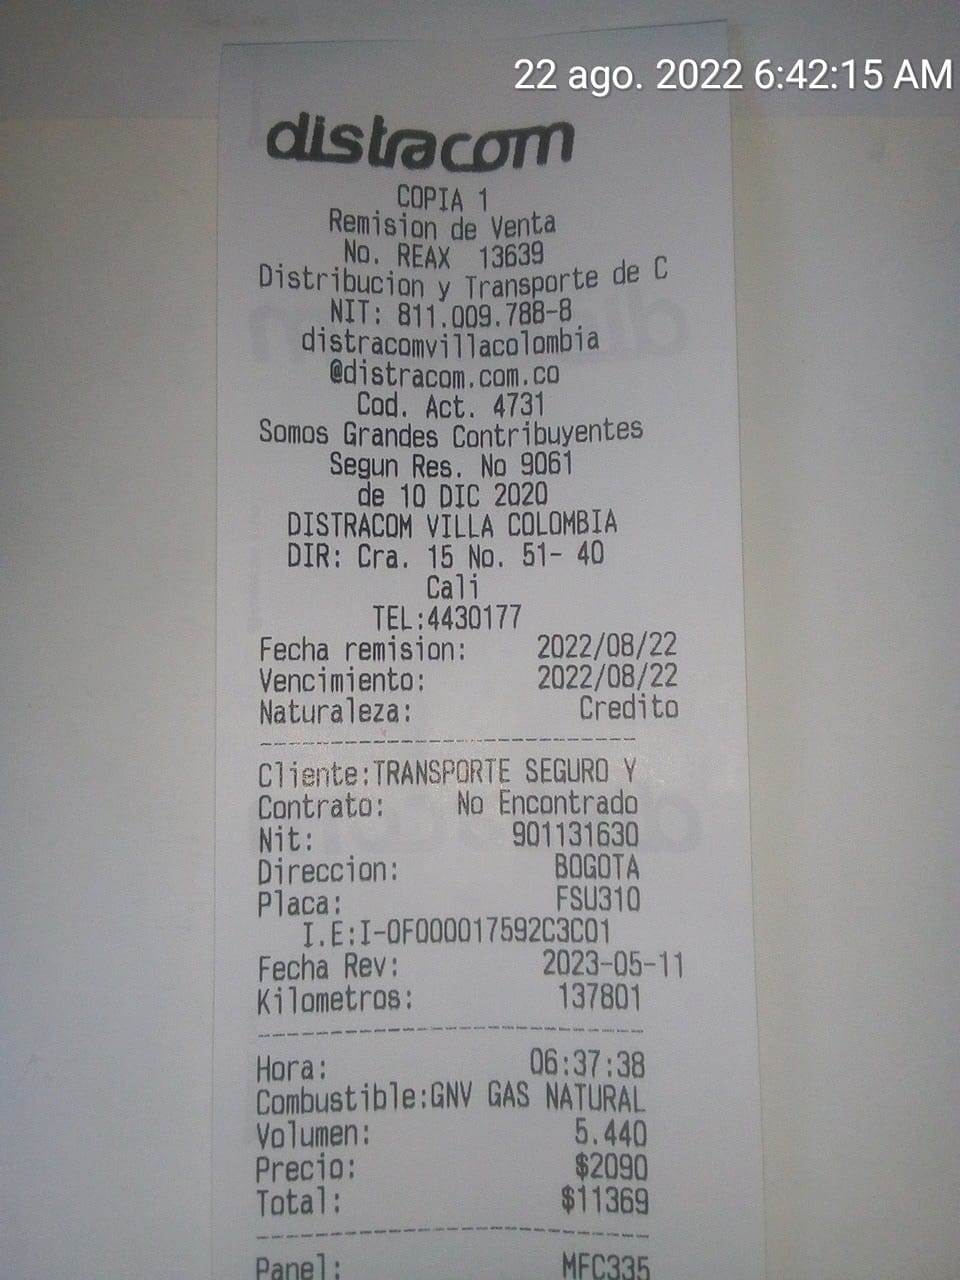 22 ago. 2022 6:42:15 AM
distracom
COPIA 1
Remision de Venta
No. REAX 13639
Distribucion y Transporte de C
NIT: 811.009.788-8
distracomvillacolombia
@distracom.com.co
Cod. Act. 4731
Somos Grandes Contribuyentes
Segun Res. No 9061
de 10 DIC 2020
DISTRACOM VILLA COLOMBIA
DIR: Cra. 15 No. 51- 40
Cali
TEL:4430177
Fecha remision: 2022/08/22
Vencimiento: 2022/08/22
Naturaleza: Credito
Cliente:TRANSPORTE SEGURO Y
Contrato: No Encontrado
Nit: 901131630
Direccion: BOGOTA
Placa: FSU310
I.E:I-0F000017592C3C01
Fecha Rev: 2023-05-11
Kilometros: 137801
Hora: 06:37:38
Combustible:GNV GAS NATURAL
Volumen: 5.440
Precio: $2090
Total: $11369
Panel: MFC335